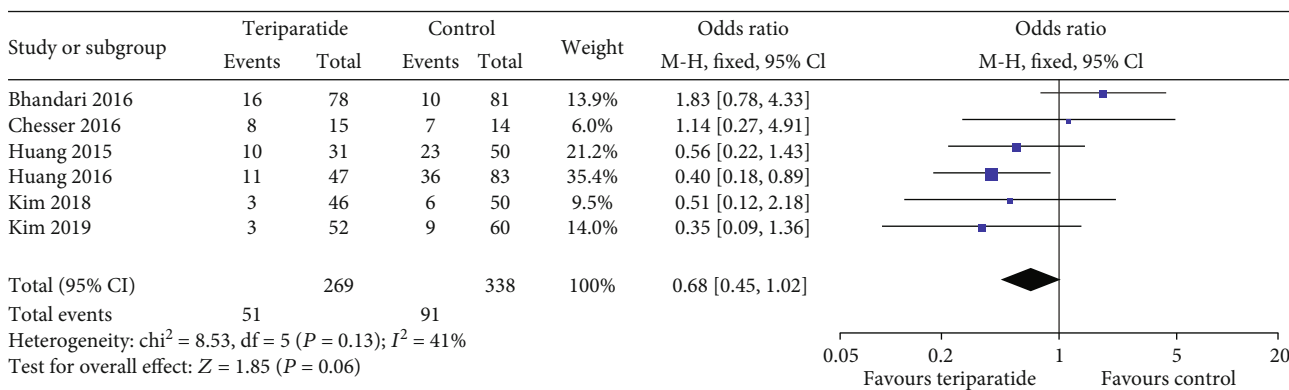 Teriparatide Control Odds ratio Odds ratio
Study or subgroup Weight
Events Total Events Total M-H, fixed, 95% Cl M-H, fixed, 95% Cl
Bhandari 2016 16 78 10 81 13.9% 1.83 [0.78, 4.33]
Chesser 2016 8 15 7 14 6.0% 1.14 [0.27, 4.91]
Huang 2015 10 31 23 50 21.2% 0.56 [0.22, 1.43]
Huang 2016 11 47 36 83 35.4% 0.40 [0.18, 0.89]
Kim 2018 3 46 6 50 9.5% 0.51 [0.12, 2.18]
Kim 2019 3 52 9 60 14.0% 0.35 [0.09, 1.36]
Total (95% CI) 269 338 100% 0.68 [0.45, 1.02]
Total events 51 91
Heterogeneity: chi² = 8.53, df = 5 (P = 0.13); I² = 41%
Test for overall effect: Z = 1.85 (P = 0.06)
0.05 0.2 1 5 20
Favours teriparatide Favours control